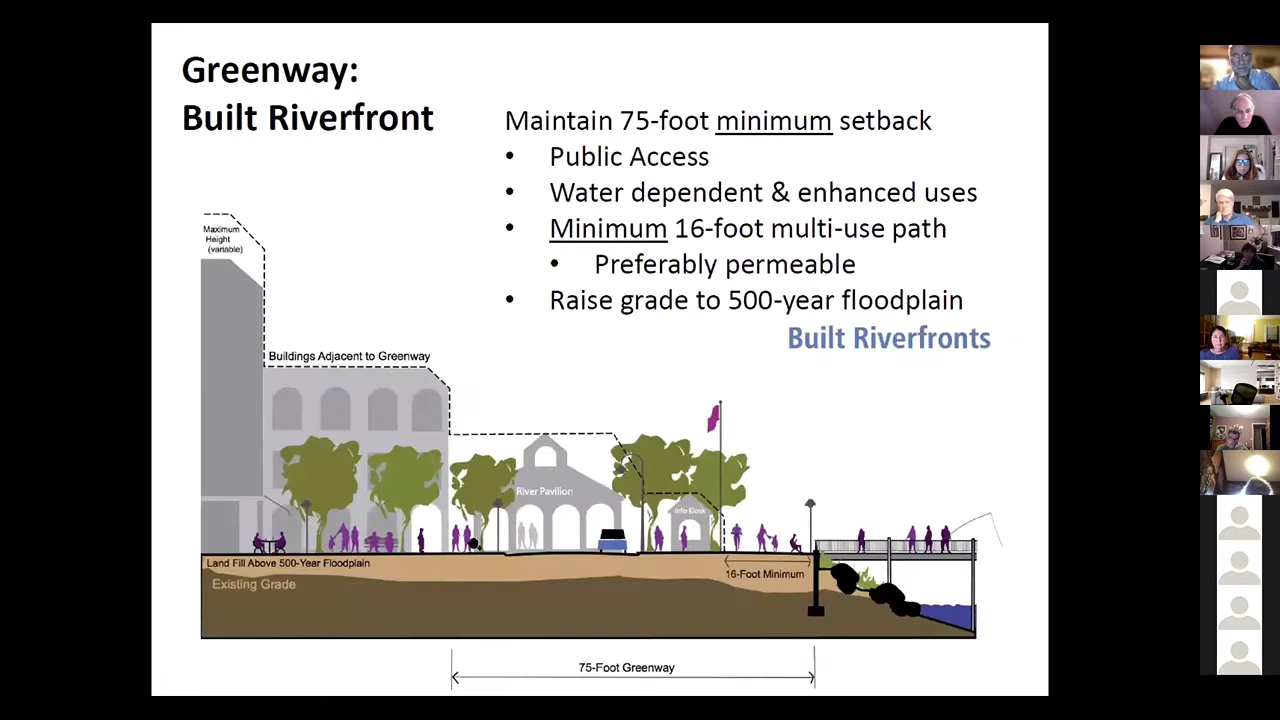 Greenway:
Built Riverfront
Maintain 75-foot minimum setback
• Public Access
• Water dependent & enhanced uses
• Minimum 16-foot multi-use path
• Preferably permeable
• Raise grade to 500-year floodplain
Built Riverfronts
Maximum
Height
(variable)
Buildings Adjacent to Greenway
River Pavilion
Info Kiosk
Land Fill Above 500-Year Floodplain
16-Foot Minimum
Existing Grade
75-Foot Greenway